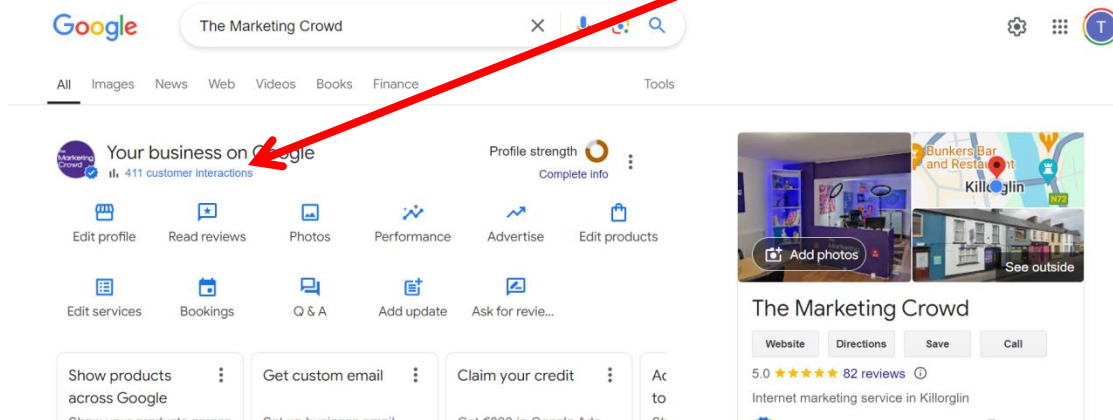 Google
The Marketing Crowd
T
All Images News Web Videos Books Finance Tools
The Marketing Crowd
Your business on Google
411 customer interactions
Profile strength
Complete info
Edit profile Read reviews Photos Performance Advertise Edit products
Edit services Bookings Q & A Add update Ask for revie...
Show products across Google
Get custom email
Claim your credit
Add photos
Bunkers Bar
and Restaurant
Killorglin
N72
See outside
The Marketing Crowd
Website Directions Save Call
5.0 82 reviews
Internet marketing service in Killorglin